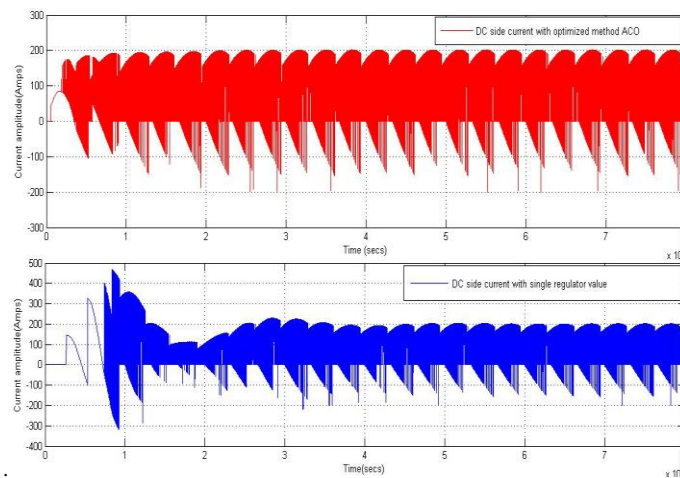 300
DC side current with optimized method ACO
200
100
0
-100
-200
-300
Current amplitude(Amps)
0 1 2 3 4 5 6 7
Time (secs)
x 10
500
DC side current with single regulator value
400
300
200
100
0
-100
-200
-300
-400
Current amplitude(Amps)
0 1 2 3 4 5 6 7
Time(secs)
x 10
.